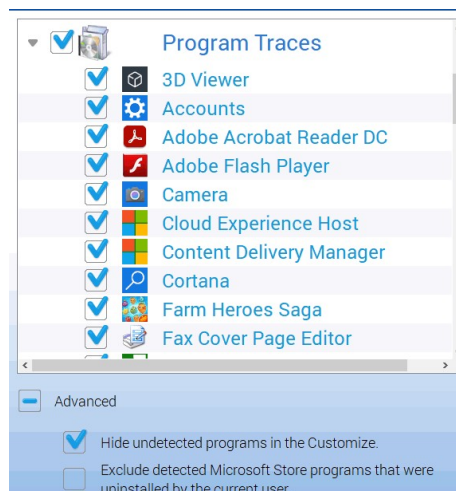 Program Traces
3D Viewer
Accounts
Adobe Acrobat Reader DC
Adobe Flash Player
Camera
Cloud Experience Host
Content Delivery Manager
Cortana
Farm Heroes Saga
Fax Cover Page Editor
Advanced
Hide undetected programs in the Customize.
Exclude detected Microsoft Store programs that were
uninstalled by the current user